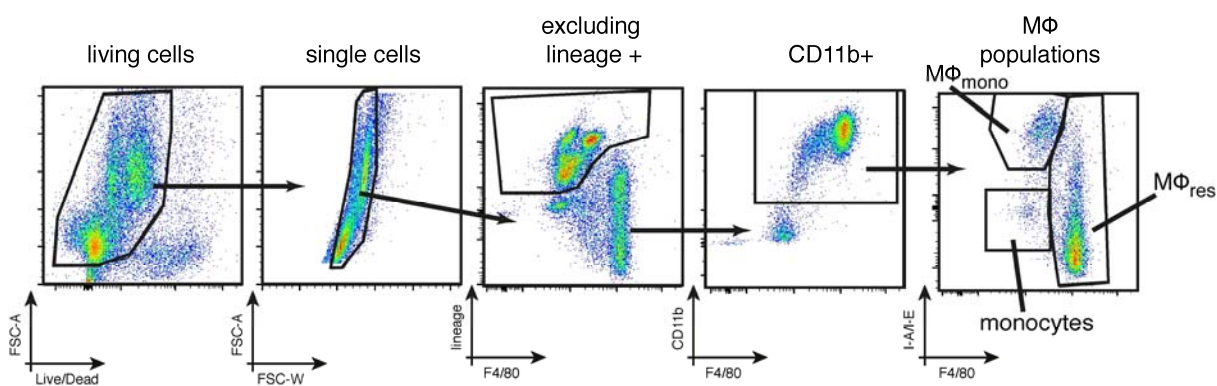 living cells
single cells
excluding
lineage +
CD11b+
MΦ
populations
MΦmono
MΦres
monocytes
FSC-A
Live/Dead
FSC-A
FSC-W
lineage
F4/80
CD11b
F4/80
I-A/I-E
F4/80